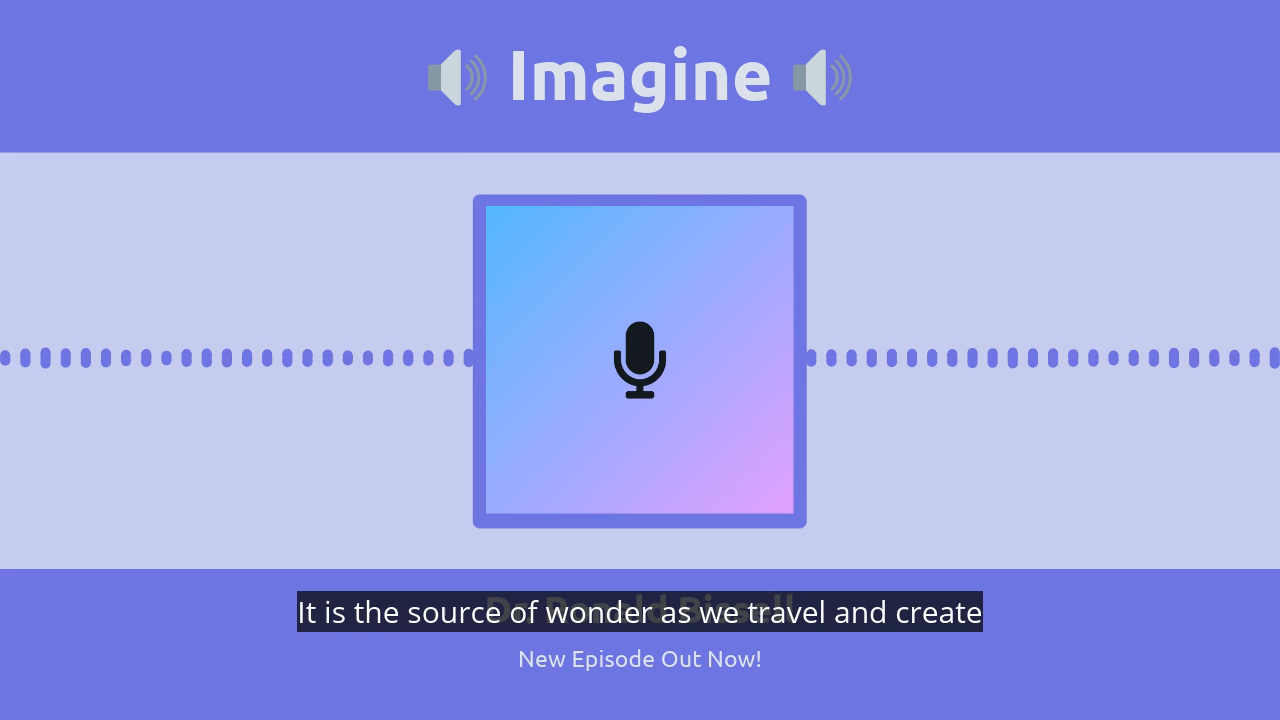 Imagine
It is the source of wonder as we travel and create
New Episode Out Now!